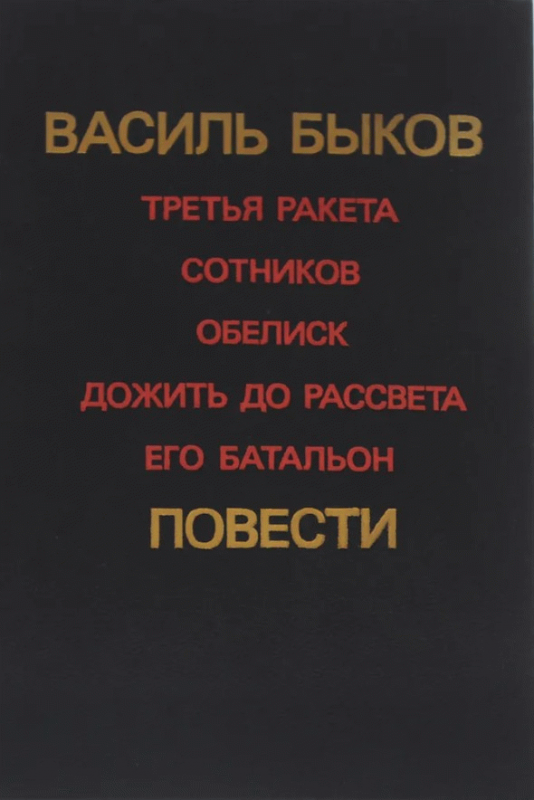 ВАСИЛЬ БЫКОВ
ТРЕТЬЯ РАКЕТА
СОТНИКОВ
ОБЕЛИСК
ДОЖИТЬ ДО РАССВЕТА
ЕГО БАТАЛЬОН
ПОВЕСТИ